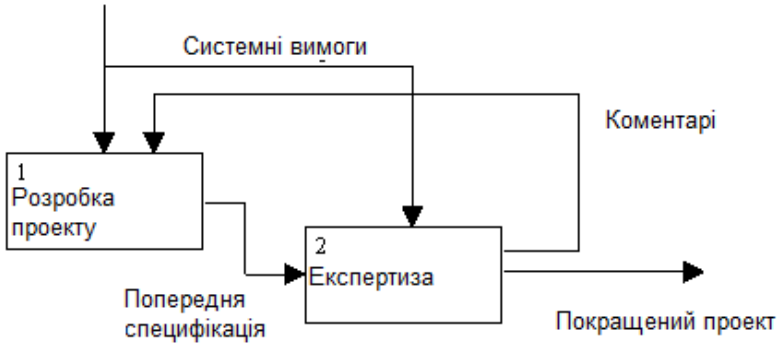 Системні вимоги
Коментарі
1
Розробка
проекту
2
Експертиза
Попередня
специфікація
Покращений проект